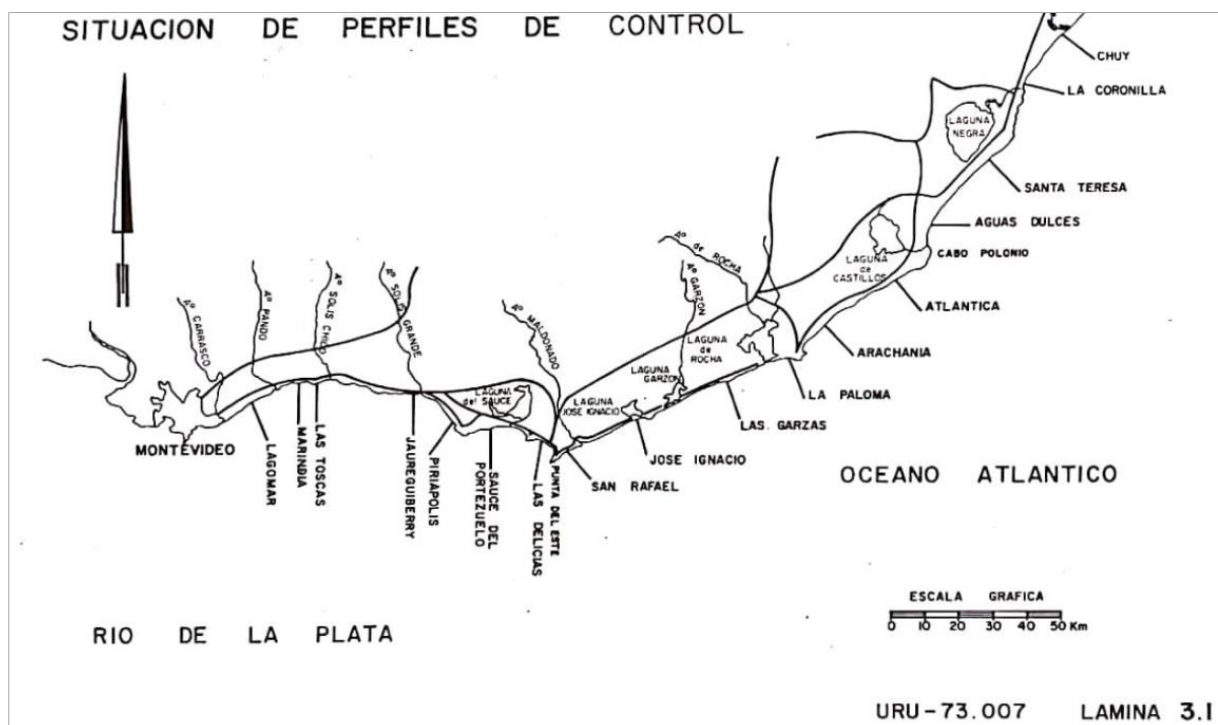 SITUACION DE PERFILES DE CONTROL
CHUY
LA CORONILLA
LAGUNA
NEGRA
SANTA TERESA
AGUAS DULCES
CABO POLONIO
LAGUNA
de
CASTILLOS
ATLANTICA
ARACHANIA
Aº de ROCHA
Aº GARZON
LAGUNA
de
ROCHA
LAGUNA
GARZON
LA PALOMA
LAS. GARZAS
LAGUNA
JOSE IGNACIO
JOSE IGNACIO
SAN RAFAEL
Aº CARRASCO
Aº PANDO
Aº SOLIS CHICO
Aº SOLIS GRANDE
Aº MALDONADO
LAGUNA
del SAUCE
MONTEVIDEO
LAGOMAR
MARINDIA
LAS TOSCAS
JAUREGUIBERRY
PIRIAPOLIS
SAUCE DEL
PORTEZUELO
LAS DELICIAS
PUNTA DEL ESTE
OCEANO ATLANTICO
RIO DE LA PLATA
ESCALA GRAFICA
0 10 20 30 40 50 Km
URU-73.007 LAMINA 3.1